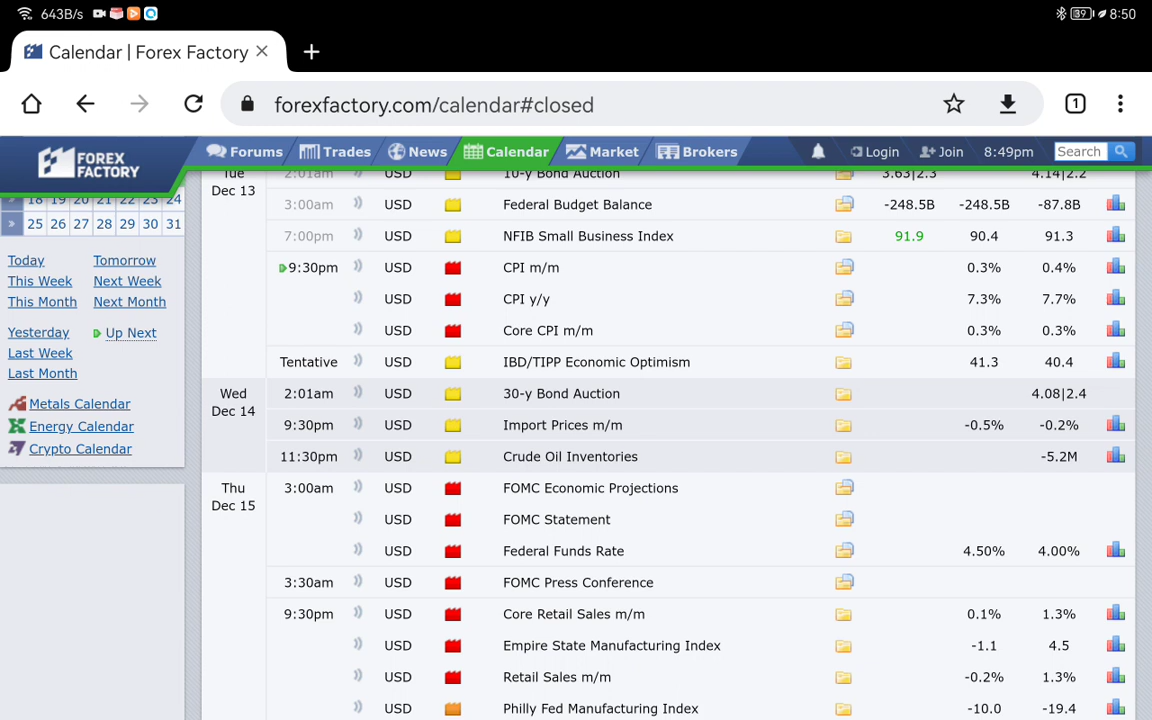 643B/s 39 8:50
Calendar | Forex Factory
forexfactory.com/calendar#closed 1
FOREX FACTORY Forums Trades News Calendar Market Brokers Login Join 8:49pm Search
18 19 20 21 22 23 24
25 26 27 28 29 30 31
Today Tomorrow
This Week Next Week
This Month Next Month
Yesterday Up Next
Last Week
Last Month
Metals Calendar
Energy Calendar
Crypto Calendar
Tue Dec 13 2:01am USD 10-y Bond Auction 3.63|2.3 4.14|2.2
3:00am USD Federal Budget Balance -248.5B -248.5B -87.8B
7:00pm USD NFIB Small Business Index 91.9 90.4 91.3
9:30pm USD CPI m/m 0.3% 0.4%
USD CPI y/y 7.3% 7.7%
USD Core CPI m/m 0.3% 0.3%
Tentative USD IBD/TIPP Economic Optimism 41.3 40.4
Wed Dec 14 2:01am USD 30-y Bond Auction 4.08|2.4
9:30pm USD Import Prices m/m -0.5% -0.2%
11:30pm USD Crude Oil Inventories -5.2M
Thu Dec 15 3:00am USD FOMC Economic Projections
USD FOMC Statement
USD Federal Funds Rate 4.50% 4.00%
3:30am USD FOMC Press Conference
9:30pm USD Core Retail Sales m/m 0.1% 1.3%
USD Empire State Manufacturing Index -1.1 4.5
USD Retail Sales m/m -0.2% 1.3%
USD Philly Fed Manufacturing Index -10.0 -19.4